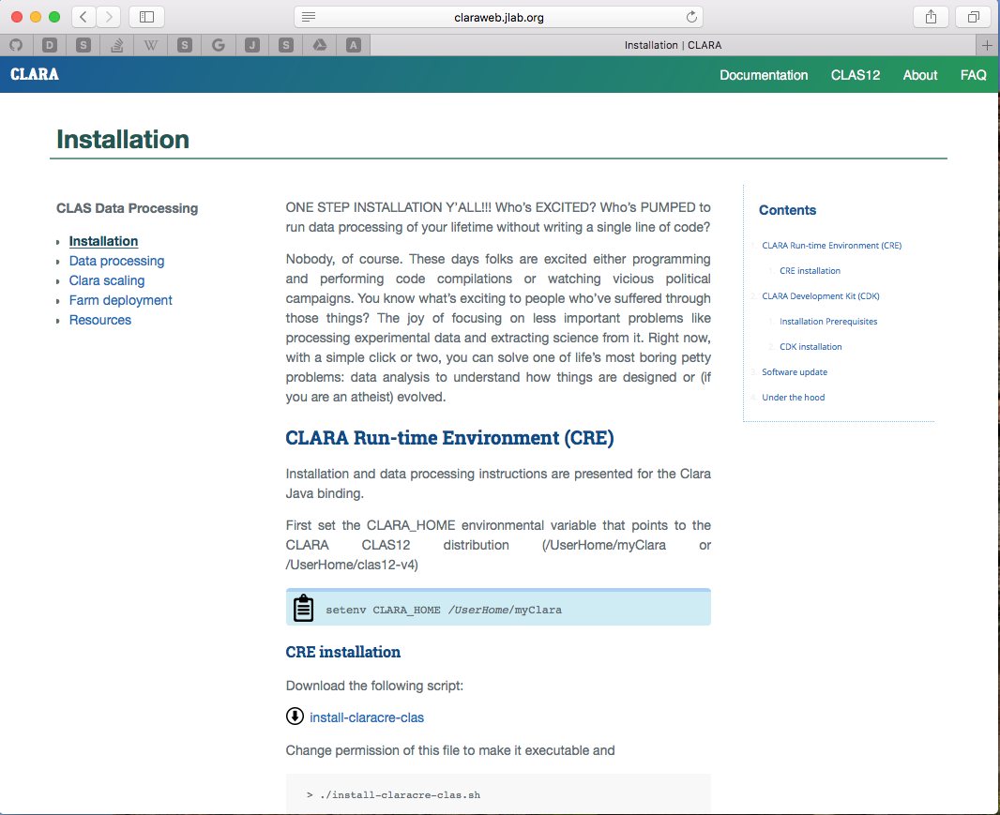 claraweb.jlab.org
D
S
W
S
G
J
S
A
Installation | CLARA
CLARA
Documentation
CLAS12
About
FAQ
Installation
CLAS Data Processing
Installation
Data processing
Clara scaling
Farm deployment
Resources
ONE STEP INSTALLATION Y'ALL!!! Who’s EXCITED? Who’s PUMPED to
run data processing of your lifetime without writing a single line of code?
Nobody, of course. These days folks are excited either programming
and performing code compilations or watching vicious political
campaigns. You know what’s exciting to people who’ve suffered through
those things? The joy of focusing on less important problems like
processing experimental data and extracting science from it. Right now,
with a simple click or two, you can solve one of life’s most boring petty
problems: data analysis to understand how things are designed or (if
you are an atheist) evolved.
CLARA Run-time Environment (CRE)
Installation and data processing instructions are presented for the Clara
Java binding.
First set the CLARA_HOME environmental variable that points to the
CLARA CLAS12 distribution (/UserHome/myClara or
/UserHome/clas12-v4)
setenv CLARA_HOME /UserHome/myClara
CRE installation
Download the following script:
install-claracre-clas
Change permission of this file to make it executable and
> ./install-claracre-clas.sh
Contents
1. CLARA Run-time Environment (CRE)
1. CRE installation
2. CLARA Development Kit (CDK)
1. Installation Prerequisites
2. CDK installation
3. Software update
4. Under the hood